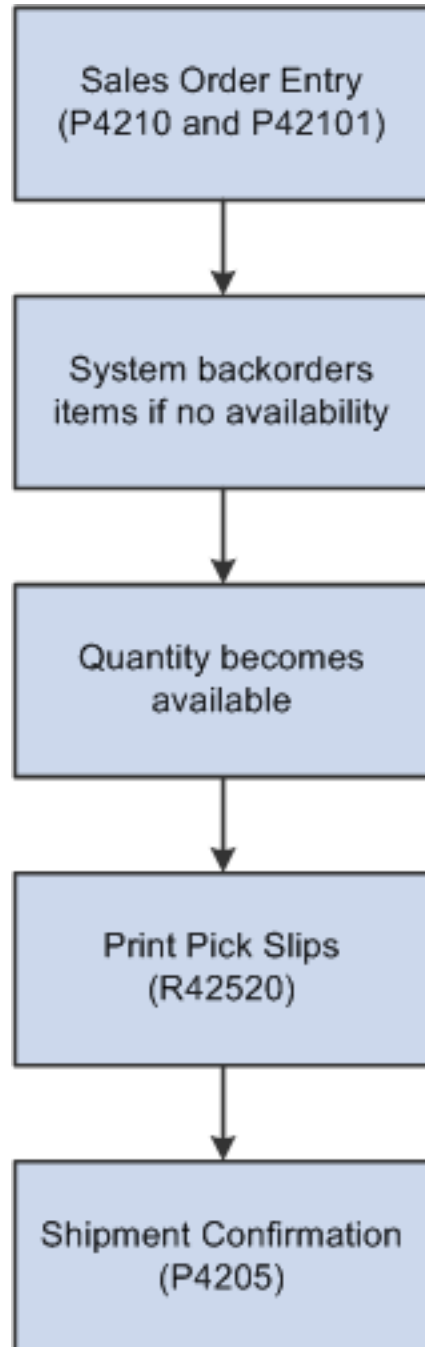 Sales Order Entry
(P4210 and P42101)
System backorders
items if no availability
Quantity becomes
available
Print Pick Slips
(R42520)
Shipment Confirmation
(P4205)